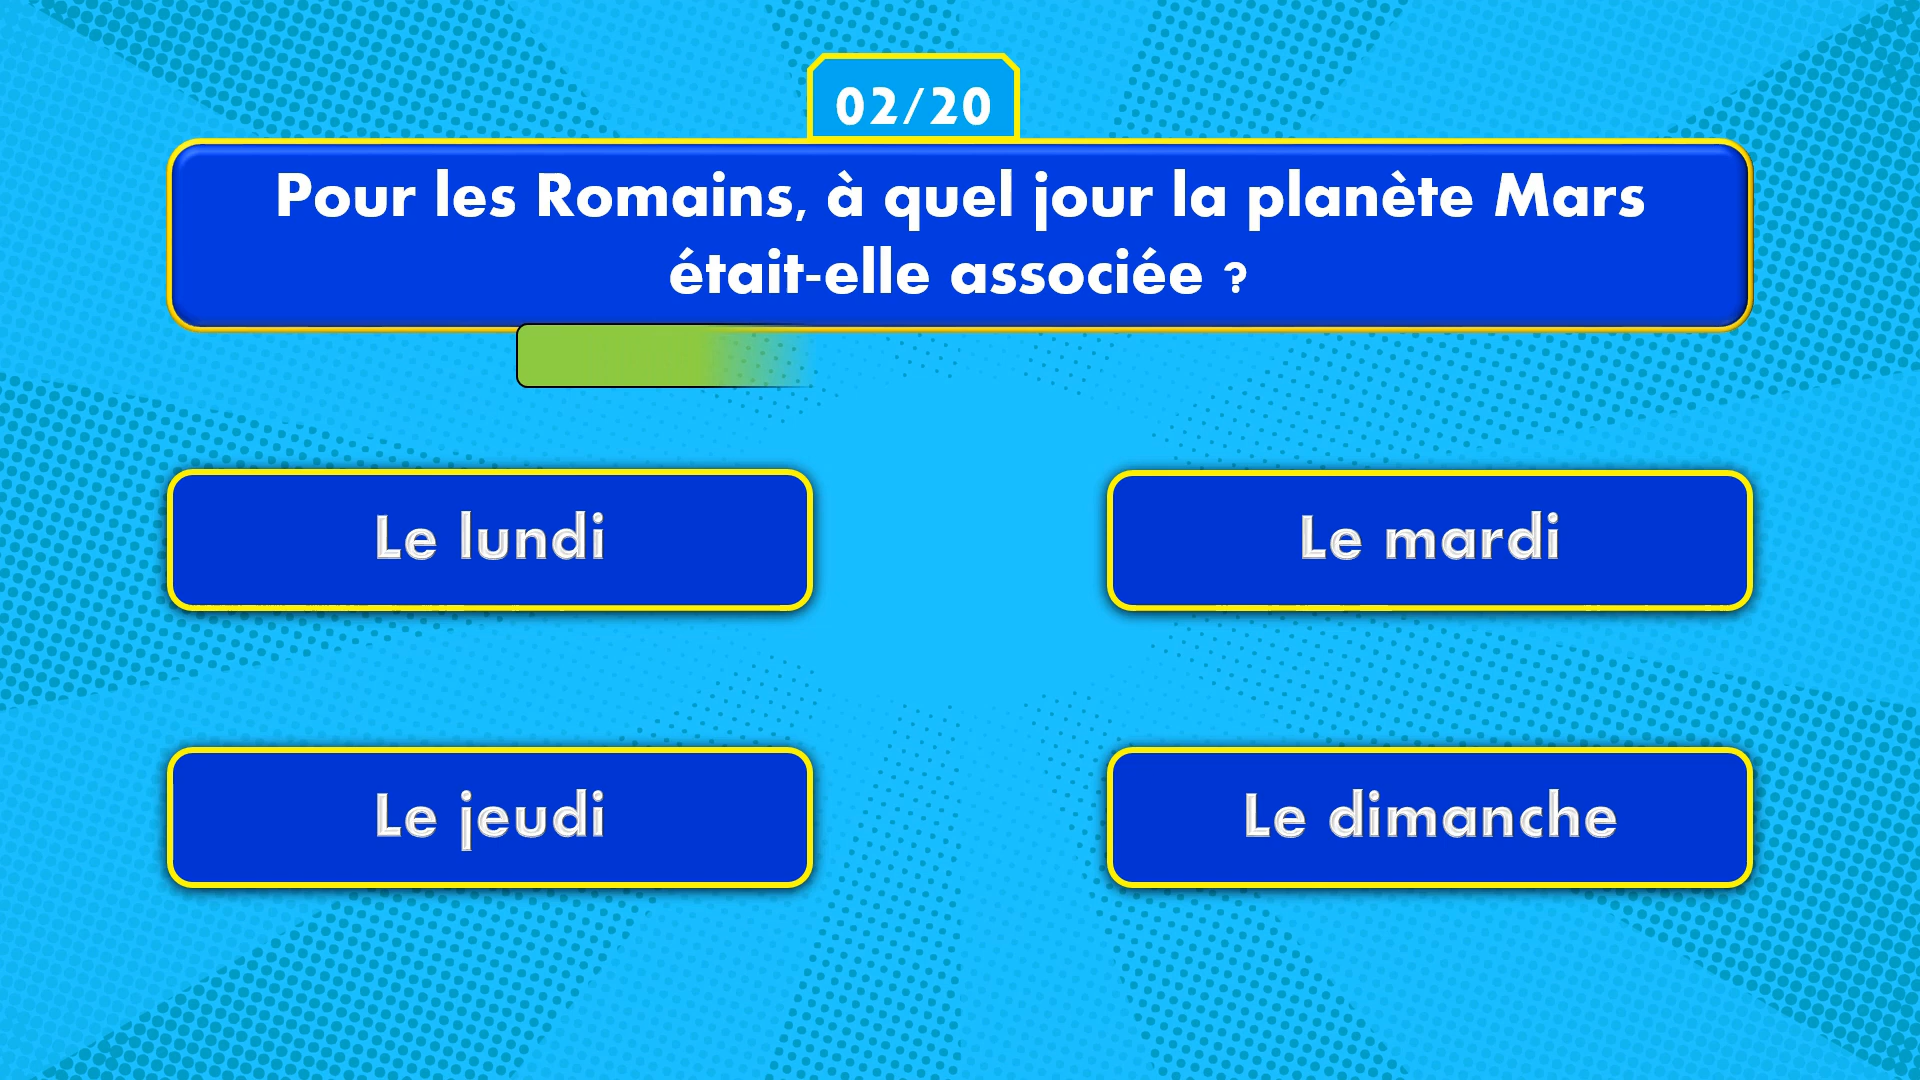 02/20
Pour les Romains, à quel jour la planète Mars
était-elle associée ?
Le lundi
Le mardi
Le jeudi
Le dimanche